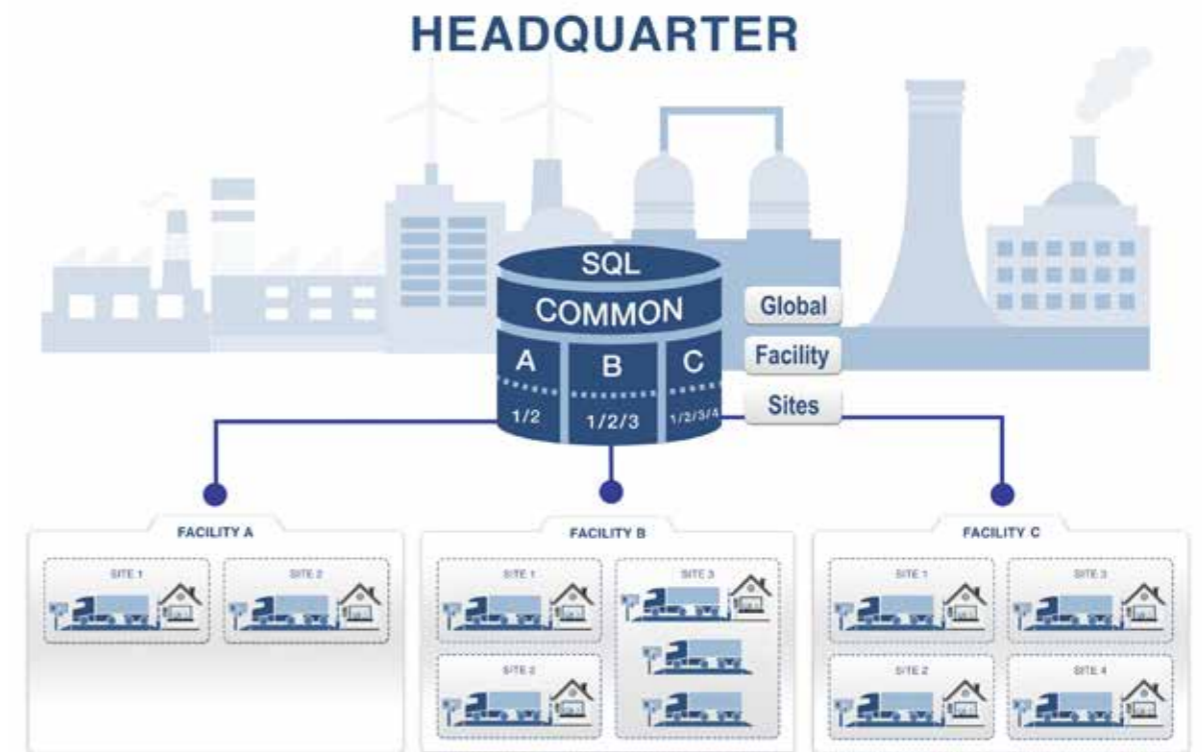 HEADQUARTER
SQL
COMMON
Global
A
B
C
Facility
1/2
1/2/3
1/2/3/4
Sites
FACILITY A
FACILITY B
FACILITY C
SITE 1
SITE 2
SITE 1
SITE 3
SITE 1
SITE 3
SITE 2
SITE 2
SITE 4